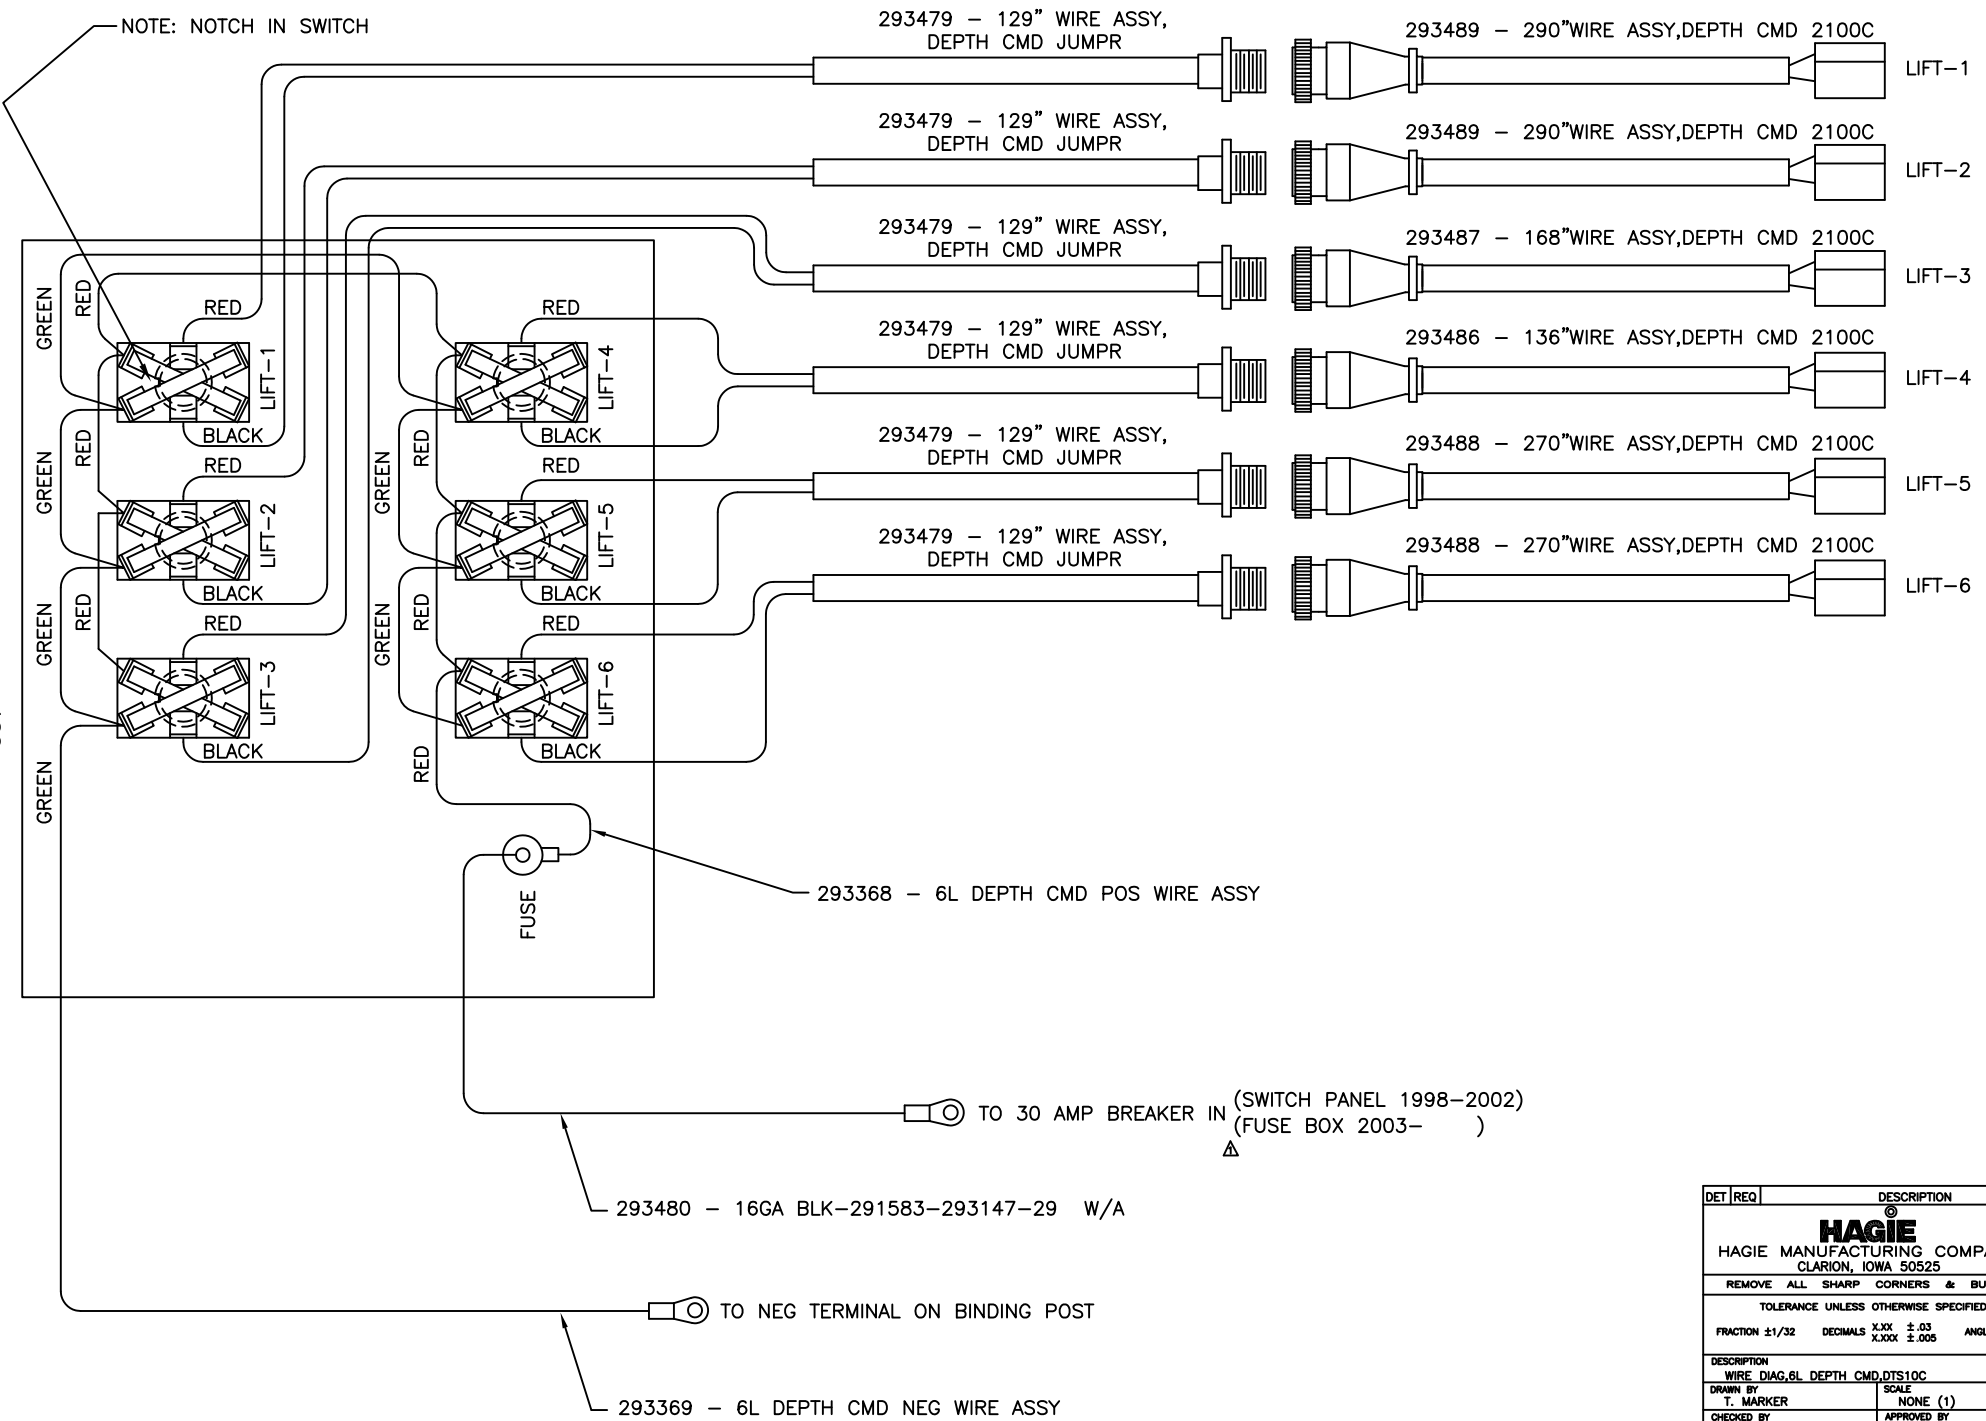 NOTE: NOTCH IN SWITCH
293479 - 129" WIRE ASSY,
DEPTH CMD JUMPR
293489 - 290"WIRE ASSY,DEPTH CMD 2100C
LIFT-1
293479 - 129" WIRE ASSY,
DEPTH CMD JUMPR
293489 - 290"WIRE ASSY,DEPTH CMD 2100C
LIFT-2
293479 - 129" WIRE ASSY,
DEPTH CMD JUMPR
293487 - 168"WIRE ASSY,DEPTH CMD 2100C
LIFT-3
293479 - 129" WIRE ASSY,
DEPTH CMD JUMPR
293486 - 136"WIRE ASSY,DEPTH CMD 2100C
LIFT-4
293479 - 129" WIRE ASSY,
DEPTH CMD JUMPR
293488 - 270"WIRE ASSY,DEPTH CMD 2100C
LIFT-5
293479 - 129" WIRE ASSY,
DEPTH CMD JUMPR
293488 - 270"WIRE ASSY,DEPTH CMD 2100C
LIFT-6
GREEN
RED
RED
LIFT-1
BLACK
RED
LIFT-4
BLACK
GREEN
RED
RED
LIFT-2
BLACK
GREEN
RED
RED
LIFT-5
BLACK
GREEN
RED
RED
LIFT-3
BLACK
GREEN
RED
RED
LIFT-6
BLACK
GREEN
RED
FUSE
293368 - 6L DEPTH CMD POS WIRE ASSY
TO 30 AMP BREAKER IN
(SWITCH PANEL 1998-2002)
(FUSE BOX 2003- )
1
293480 - 16GA BLK-291583-293147-29 W/A
TO NEG TERMINAL ON BINDING POST
293369 - 6L DEPTH CMD NEG WIRE ASSY
DET REQ DESCRIPTION
HAGIE
HAGIE MANUFACTURING
CLARION, IOWA 50525
REMOVE ALL SHARP CORNERS &
TOLERANCE UNLESS OTHERWISE SPECIFIED
FRACTION ±1/32 DECIMALS X.XX ±.03
X.XXX ±.005
DESCRIPTION
WIRE DIAG,6L DEPTH CMD,DTS10C
DRAWN BY
T. MARKER
SCALE
NONE (1)
CHECKED BY
APPROVED BY